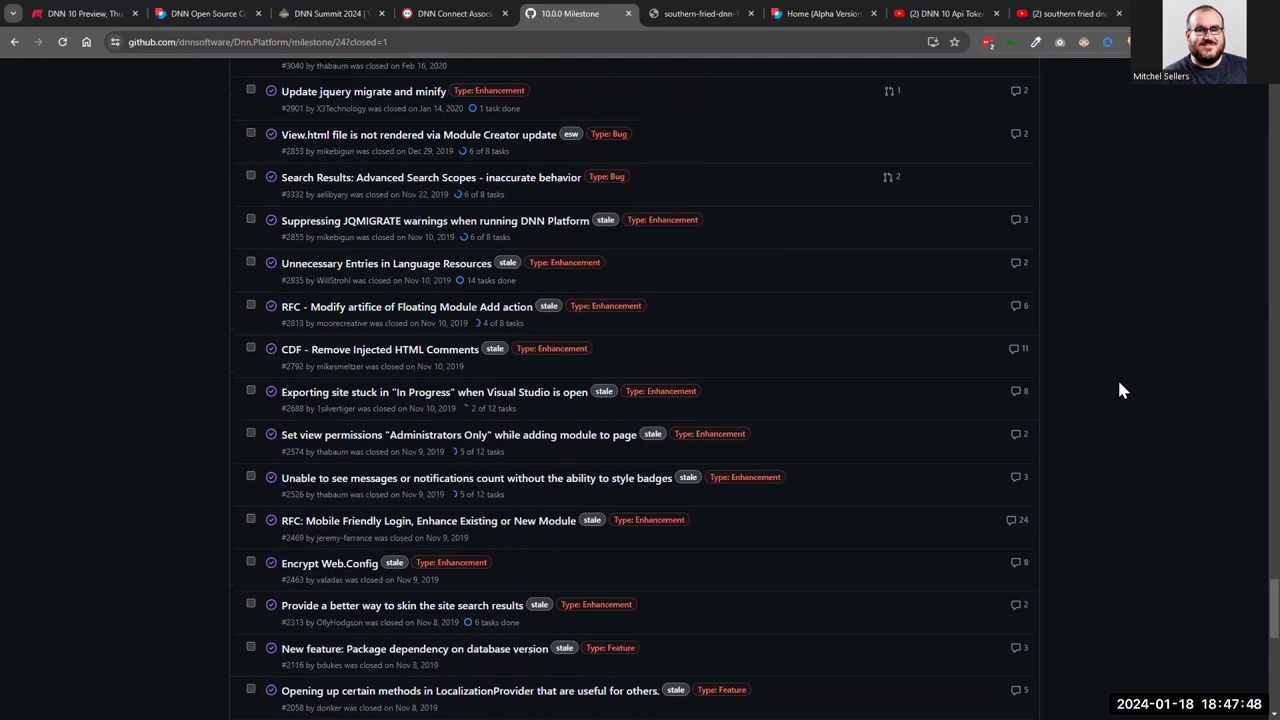 DNN 10 Preview, Thu
DNN Open Source C
DNN Summit 2024 | V
DNN Connect Assoc
10.0.0 Milestone
southern-fried-dnn
Home (Alpha Version
(2) DNN 10 Api Toke
(2) southern fried dn
github.com/dnnsoftware/Dnn.Platform/milestone/24?closed=1
2
Mitchel Sellers
#3040 by thabaum was closed on Feb 16, 2020
Update jquery migrate and minify Type: Enhancement 1 2
#2901 by X3Technology was closed on Jan 14, 2020 1 task done
View.html file is not rendered via Module Creator update esw Type: Bug 2
#2853 by mikebigun was closed on Dec 29, 2019 6 of 8 tasks
Search Results: Advanced Search Scopes - inaccurate behavior Type: Bug 2
#3332 by aelibyary was closed on Nov 22, 2019 6 of 8 tasks
Suppressing JQMIGRATE warnings when running DNN Platform stale Type: Enhancement 3
#2855 by mikebigun was closed on Nov 10, 2019 6 of 8 tasks
Unnecessary Entries in Language Resources stale Type: Enhancement 2
#2835 by WillStrohl was closed on Nov 10, 2019 14 tasks done
RFC - Modify artifice of Floating Module Add action stale Type: Enhancement 6
#2813 by moorecreative was closed on Nov 10, 2019 4 of 8 tasks
CDF - Remove Injected HTML Comments stale Type: Enhancement 11
#2792 by mikesmeltzer was closed on Nov 10, 2019
Exporting site stuck in "In Progress" when Visual Studio is open stale Type: Enhancement 8
#2688 by 1silvertiger was closed on Nov 10, 2019 2 of 12 tasks
Set view permissions "Administrators Only" while adding module to page stale Type: Enhancement 2
#2574 by thabaum was closed on Nov 9, 2019 5 of 12 tasks
Unable to see messages or notifications count without the ability to style badges stale Type: Enhancement 3
#2526 by thabaum was closed on Nov 9, 2019 5 of 12 tasks
RFC: Mobile Friendly Login, Enhance Existing or New Module stale Type: Enhancement 24
#2469 by jeremy-farrance was closed on Nov 9, 2019
Encrypt Web.Config stale Type: Enhancement 8
#2463 by valadas was closed on Nov 9, 2019
Provide a better way to skin the site search results stale Type: Enhancement 2
#2313 by OllyHodgson was closed on Nov 8, 2019 6 tasks done
New Future: Package dependency on database version stale Type: Feature 3
#2116 by bdukes was closed on Nov 8, 2019
Opening up certain methods in LocalizationProvider that are useful for others. stale Type: Feature 5
#2058 by donker was closed on Nov 8, 2019
2024-01-18 18:47:48